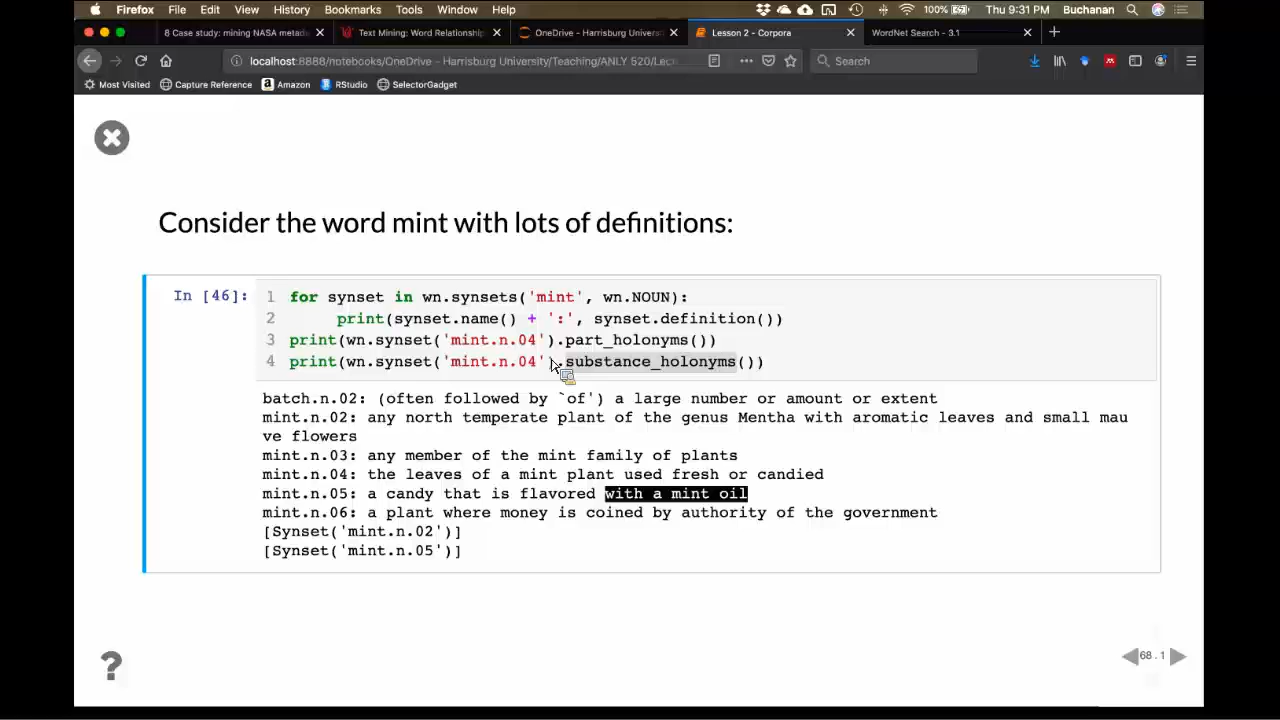 Firefox File Edit View History Bookmarks Tools Window Help 100% Thu 9:31 PM Buchanan
8 Case study: mining NASA metad Text Mining: Word Relationship OneDrive - Harrisburg Universit Lesson 2 - Corpora WordNet Search - 3.1
localhost:8888/notebooks/OneDrive - Harrisburg University/Teaching/ANLY 520/Lec Search
Most Visited Capture Reference Amazon RStudio SelectorGadget
Consider the word mint with lots of definitions:
In [46]: 1 for synset in wn.synsets('mint', wn.NOUN):
2 print(synset.name() + ':', synset.definition())
3 print(wn.synset('mint.n.04').part_holonyms())
4 print(wn.synset('mint.n.04').substance_holonyms())
batch.n.02: (often followed by `of') a large number or amount or extent
mint.n.02: any north temperate plant of the genus Mentha with aromatic leaves and small mau
ve flowers
mint.n.03: any member of the mint family of plants
mint.n.04: the leaves of a mint plant used fresh or candied
mint.n.05: a candy that is flavored with a mint oil
mint.n.06: a plant where money is coined by authority of the government
[Synset('mint.n.02')]
[Synset('mint.n.05')]
?
68.1